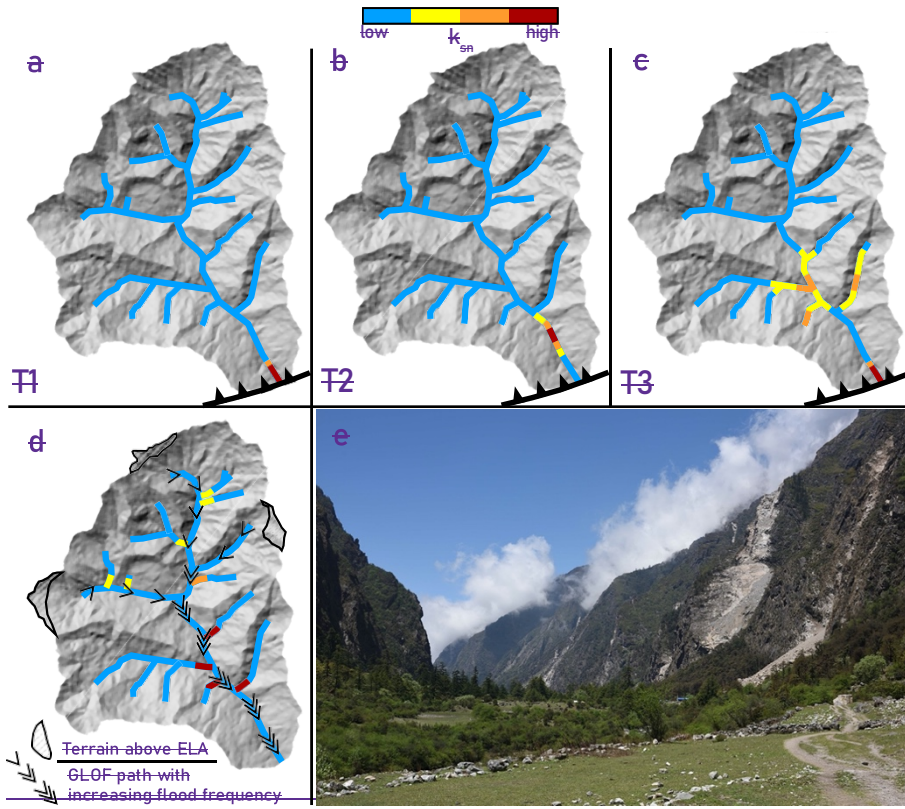 low
high
k
sn
a
b
c
T1
T2
T3
d
e
Terrain above ELA
GLOF path with
increasing flood frequency